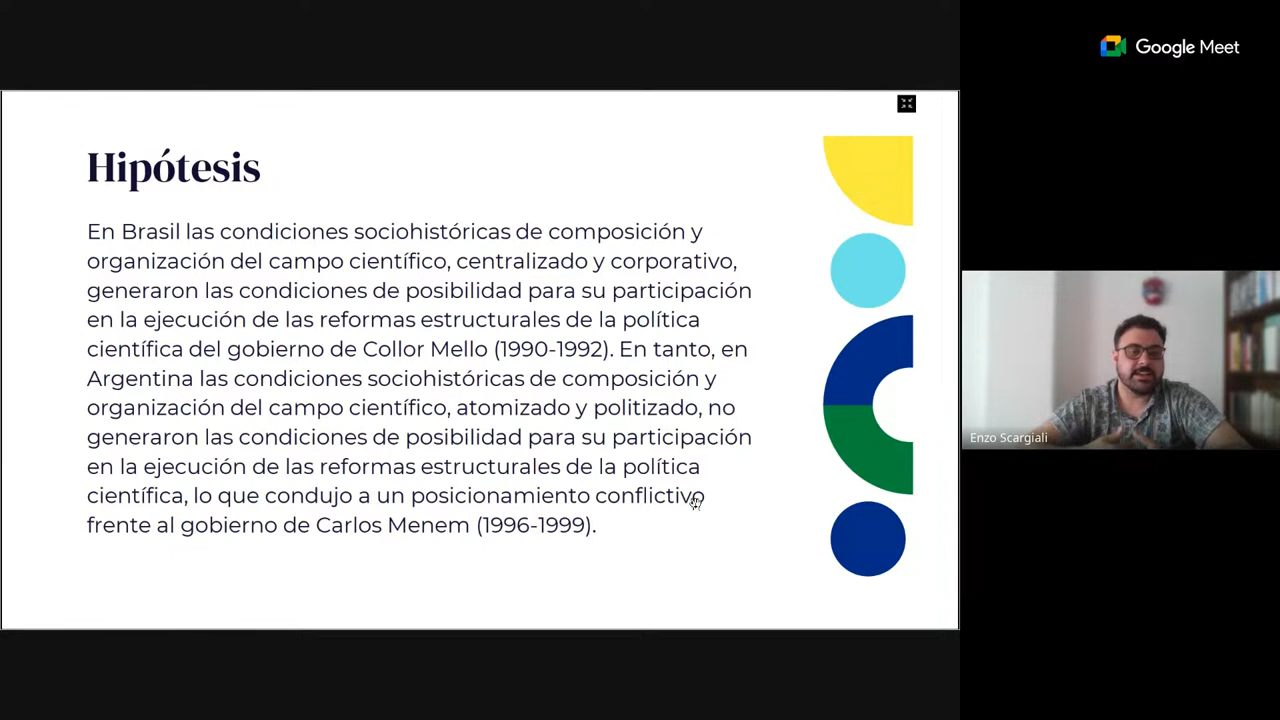 Google Meet
Hipótesis
En Brasil las condiciones sociohistóricas de composición y
organización del campo científico, centralizado y corporativo,
generaron las condiciones de posibilidad para su participación
en la ejecución de las reformas estructurales de la política
científica del gobierno de Collor Mello (1990-1992). En tanto, en
Argentina las condiciones sociohistóricas de composición y
organización del campo científico, atomizado y politizado, no
generaron las condiciones de posibilidad para su participación
en la ejecución de las reformas estructurales de la política
científica, lo que condujo a un posicionamiento conflictivo
frente al gobierno de Carlos Menem (1996-1999).
Enzo Scargiali